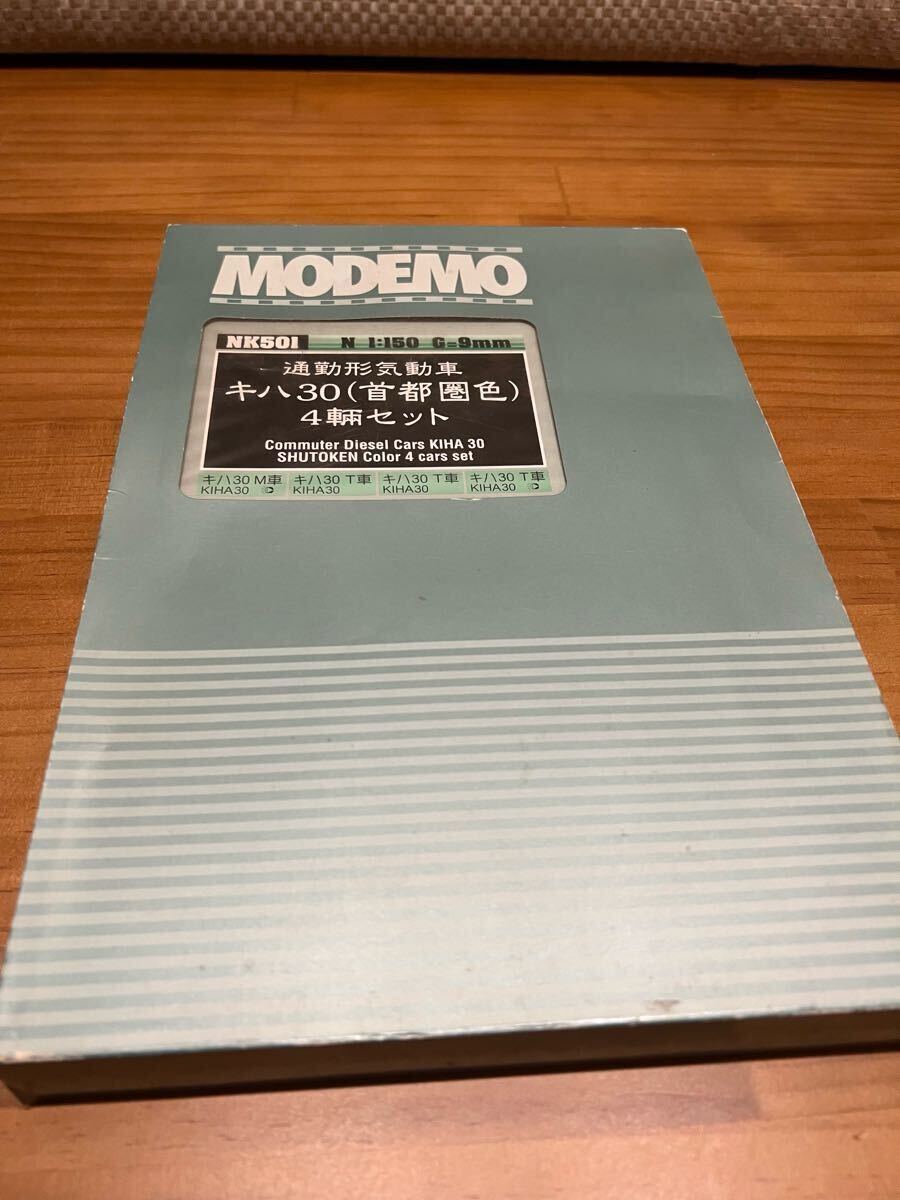 MODEMO
NK501 N 1:150 G=9mm
通勤形気動車
キハ30(首都圏色)
4輛セット
Commuter Diesel Cars KIHA 30
SHUTOKEN Color 4 cars set
キハ30 M車 キハ30 T車 キハ30 T車 キハ30 T車
KIHA30 KIHA30 KIHA30 KIHA30